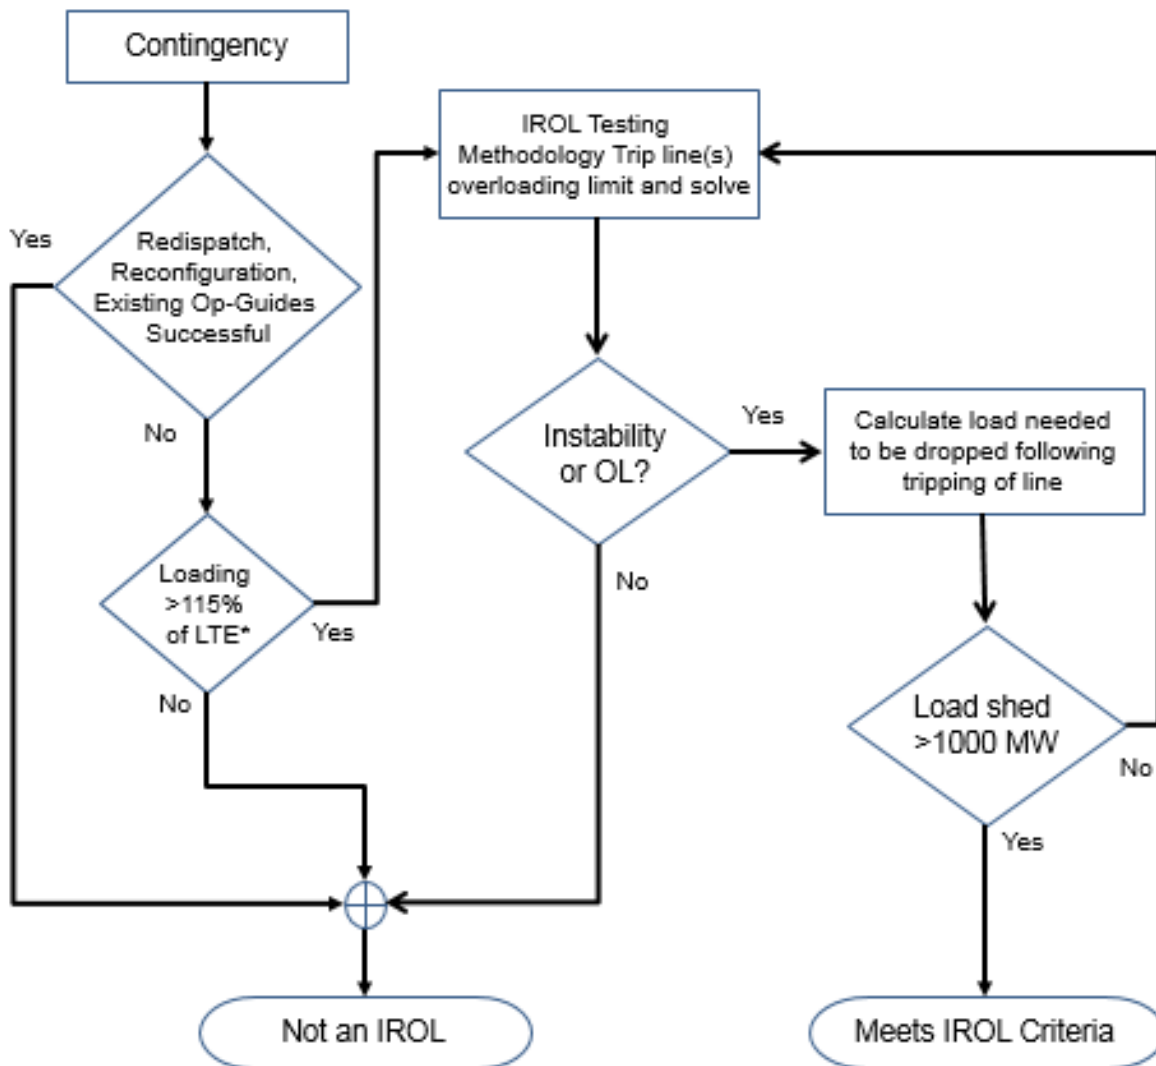 Contingency
IROL Testing
Methodology Trip line(s)
overloading limit and solve
Yes
Redispatch,
Reconfiguration,
Existing Op-Guides
Successful
No
Instability
or OL?
Yes
Calculate load needed
to be dropped following
tripping of line
Loading
>115%
of LTE*
Yes
No
No
Load shed
>1000 MW
No
Yes
Not an IROL
Meets IROL Criteria